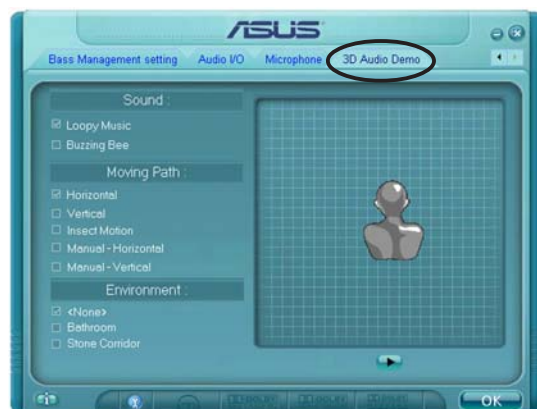 ASUS
Bass Management setting Audio I/O Microphone 3D Audio Demo
Sound :
Loopy Music
Buzzing Bee
Moving Path :
Horizontal
Vertical
Insect Motion
Manual - Horizontal
Manual - Vertical
Environment :
<None>
Bathroom
Stone Corridor
OK